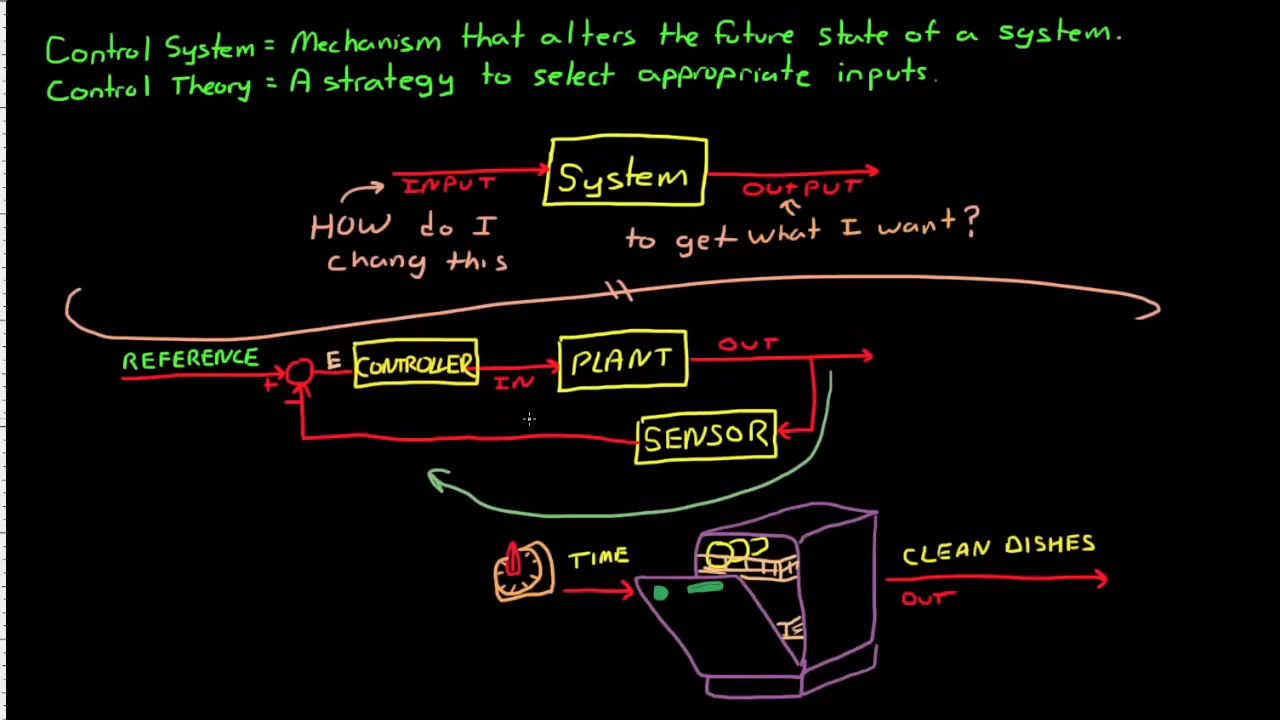 Control System = Mechanism that alters the future state of a system.
Control Theory = A strategy to select appropriate inputs.
System
INPUT
OUTPUT
HOW do I
chang this
to get what I want?
REFERENCE
+
−
E
CONTROLLER
IN
PLANT
OUT
SENSOR
TIME
CLEAN DISHES
OUT